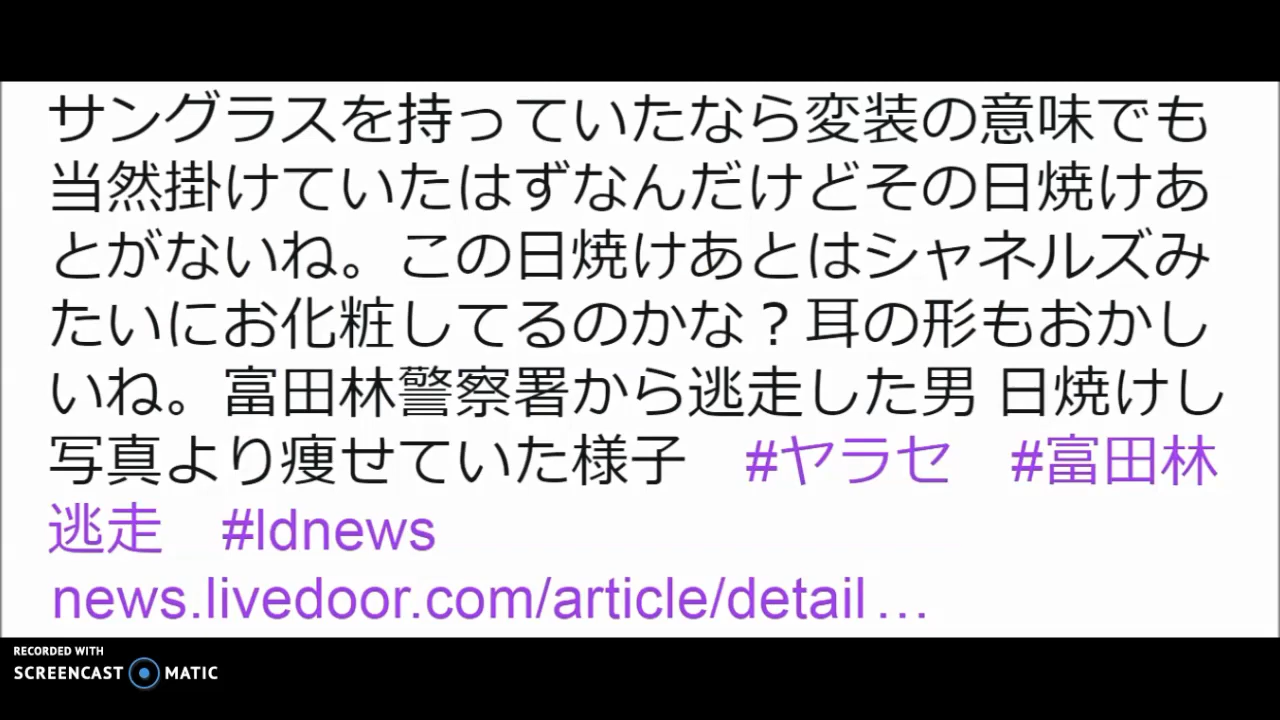 サングラスを持っていたなら変装の意味でも
当然掛けていたはずなんだけどその日焼けあ
とがないね。この日焼けあとはシャネルズみ
たいにお化粧してるのかな？耳の形もおかし
いね。富田林警察署から逃走した男 日焼けし
写真より痩せていた様子　#ヤラセ　#富田林
逃走　#ldnews
news.livedoor.com/article/detail…
RECORDED WITH
SCREENCAST MATIC